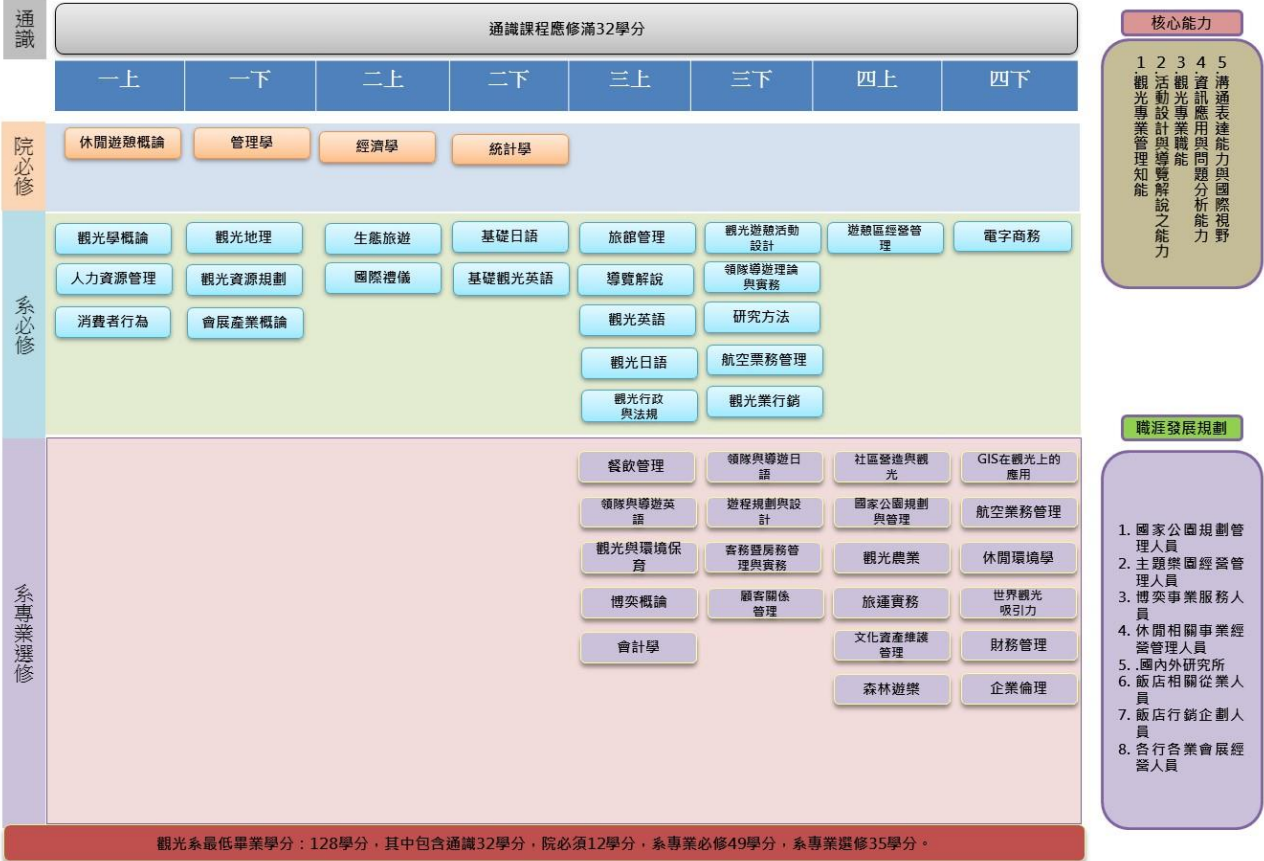 通識
通識課程應修滿32學分
一上
一下
二上
二下
三上
三下
四上
四下
院必修
休閒遊憩概論
管理學
經濟學
統計學
系必修
觀光學概論
人力資源管理
消費者行為
觀光地理
觀光資源規劃
會展產業概論
生態旅遊
國際禮儀
基礎日語
基礎觀光英語
旅館管理
導覽解說
觀光英語
觀光日語
觀光行政
與法規
觀光遊憩活動
設計
領隊導遊理論
與實務
研究方法
航空票務管理
觀光業行銷
遊憩區經營管
理
電子商務
系專業選修
餐飲管理
領隊與導遊英
語
觀光與環境保
育
博奕概論
會計學
領隊與導遊日
語
遊程規劃與設
計
客務暨房務管
理與實務
顧客關係
管理
社區營造與觀
光
國家公園規劃
與管理
觀光農業
旅運實務
文化資產維護
管理
森林遊樂
GIS在觀光上的
應用
航空業務管理
休閒環境學
世界觀光
吸引力
財務管理
企業倫理
觀光系最低畢業學分：128學分，其中包含通識32學分，院必須12學分，系專業必修49學分，系專業選修35學分。
核心能力
1.觀光專業管理知能
2.活動設計與導覽解說之能力
3.觀光專業職能
4.資訊應用與問題分析能力
5.溝通表達能力與國際視野
職涯發展規劃
1. 國家公園規劃管
理人員
2. 主題樂園經營管
理人員
3. 博奕事業服務人
員
4. 休閒相關事業經
營管理人員
5. .國內外研究所
6. 飯店相關從業人
員
7. 飯店行銷企劃人
員
8. 各行各業會展經
營人員